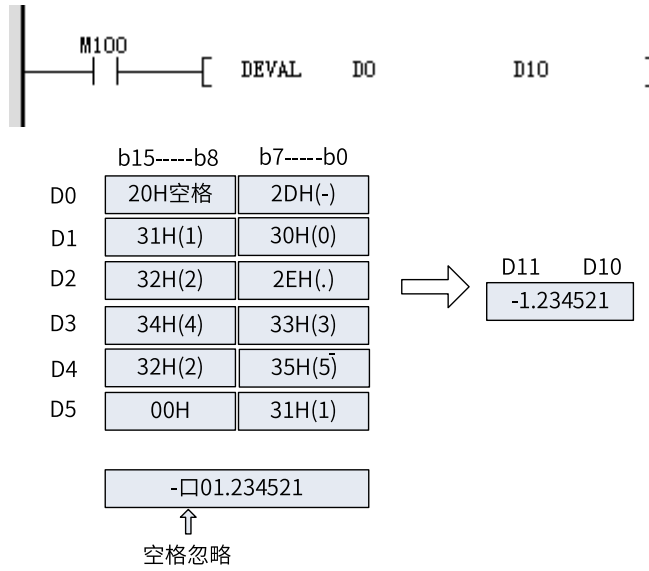 M100
DEVAL D0 D10
b15-----b8 b7-----b0
D0 20H空格 2DH(-)
D1 31H(1) 30H(0)
D2 32H(2) 2EH(.)
D11 D10
-1.234521
D3 34H(4) 33H(3)
D4 32H(2) 35H(5)
D5 00H 31H(1)
-口01.234521
空格忽略